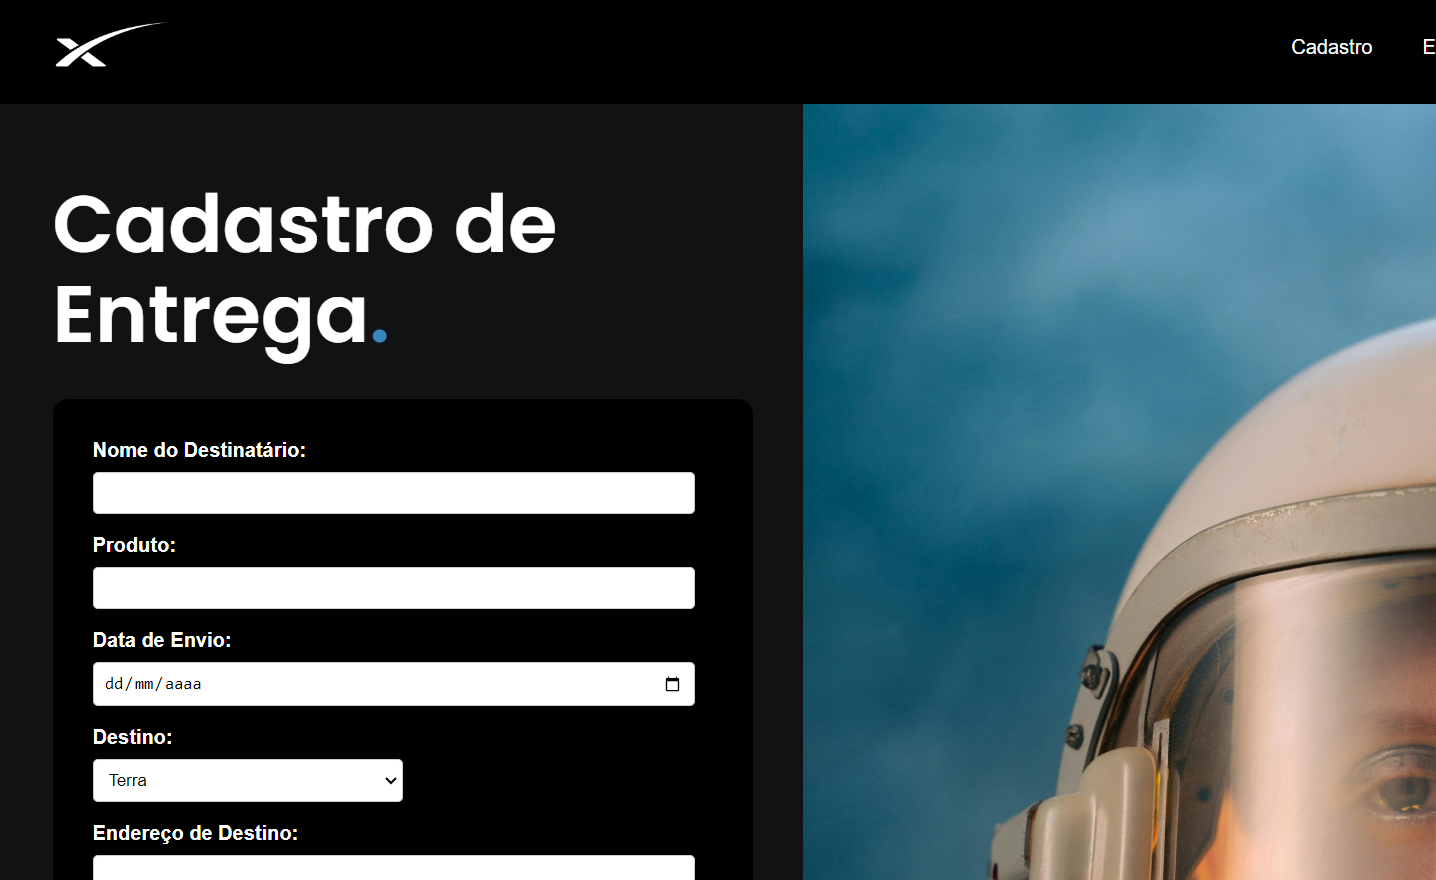 Cadastro
E
Cadastro de
Entrega.
Nome do Destinatário:
Produto:
Data de Envio:
dd/mm/aaaa
Destino:
Terra
Endereço de Destino: